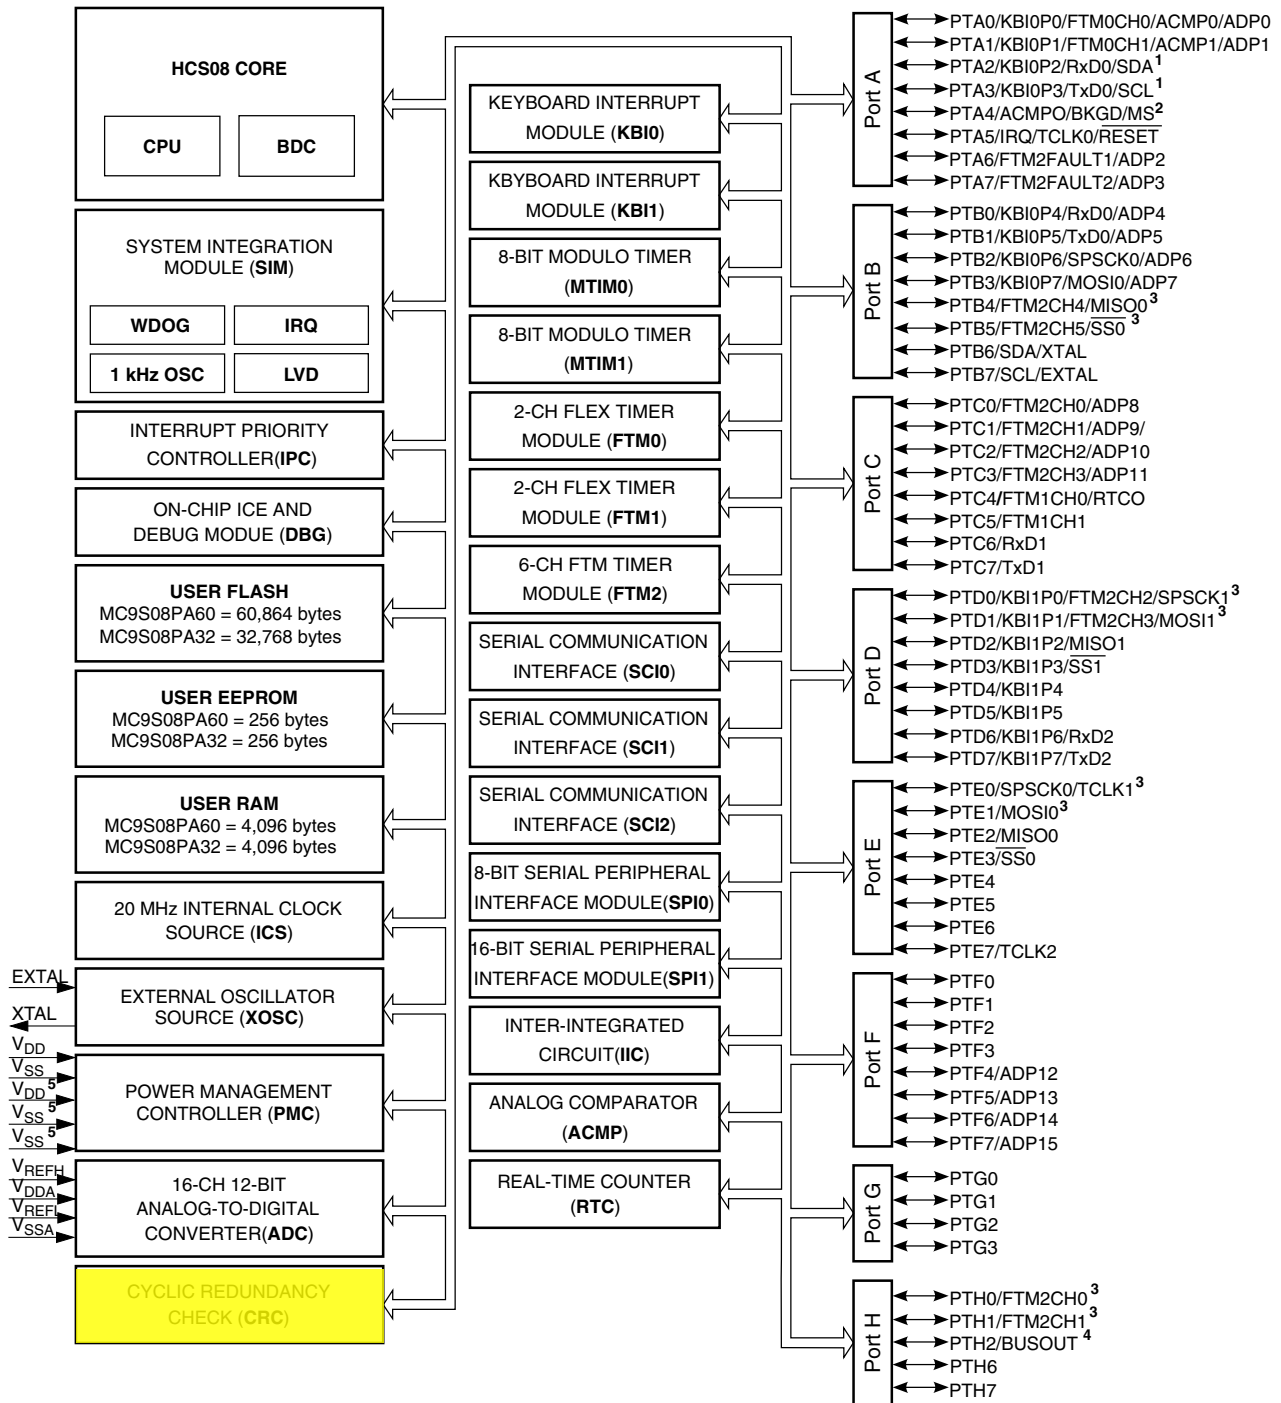 HCS08 CORE
CPU
BDC
SYSTEM INTEGRATION
MODULE (SIM)
WDOG
IRQ
1 kHz OSC
LVD
INTERRUPT PRIORITY
CONTROLLER(IPC)
ON-CHIP ICE AND
DEBUG MODUE (DBG)
USER FLASH
MC9S08PA60 = 60,864 bytes
MC9S08PA32 = 32,768 bytes
USER EEPROM
MC9S08PA60 = 256 bytes
MC9S08PA32 = 256 bytes
USER RAM
MC9S08PA60 = 4,096 bytes
MC9S08PA32 = 4,096 bytes
20 MHz INTERNAL CLOCK
SOURCE (ICS)
EXTAL
XTAL
EXTERNAL OSCILLATOR
SOURCE (XOSC)
VDD
VSS
VDD 5
VSS 5
VSS 5
POWER MANAGEMENT
CONTROLLER (PMC)
VREFH
VDDA
VREFL
VSSA
16-CH 12-BIT
ANALOG-TO-DIGITAL
CONVERTER(ADC)
CYCLIC REDUNDANCY
CHECK (CRC)
KEYBOARD INTERRUPT
MODULE (KBI0)
KBYBOARD INTERRUPT
MODULE (KBI1)
8-BIT MODULO TIMER
(MTIM0)
8-BIT MODULO TIMER
(MTIM1)
2-CH FLEX TIMER
MODULE (FTM0)
2-CH FLEX TIMER
MODULE (FTM1)
6-CH FTM TIMER
MODULE (FTM2)
SERIAL COMMUNICATION
INTERFACE (SCI0)
SERIAL COMMUNICATION
INTERFACE (SCI1)
SERIAL COMMUNICATION
INTERFACE (SCI2)
8-BIT SERIAL PERIPHERAL
INTERFACE MODULE(SPI0)
16-BIT SERIAL PERIPHERAL
INTERFACE MODULE(SPI1)
INTER-INTEGRATED
CIRCUIT(IIC)
ANALOG COMPARATOR
(ACMP)
REAL-TIME COUNTER
(RTC)
Port A
PTA0/KBI0P0/FTM0CH0/ACMP0/ADP0
PTA1/KBI0P1/FTM0CH1/ACMP1/ADP1
PTA2/KBI0P2/RxD0/SDA 1
PTA3/KBI0P3/TxD0/SCL 1
PTA4/ACMPO/BKGD/MS 2
PTA5/IRQ/TCLK0/RESET
PTA6/FTM2FAULT1/ADP2
PTA7/FTM2FAULT2/ADP3
Port B
PTB0/KBI0P4/RxD0/ADP4
PTB1/KBI0P5/TxD0/ADP5
PTB2/KBI0P6/SPSCK0/ADP6
PTB3/KBI0P7/MOSI0/ADP7
PTB4/FTM2CH4/MISO0 3
PTB5/FTM2CH5/SS0 3
PTB6/SDA/XTAL
PTB7/SCL/EXTAL
Port C
PTC0/FTM2CH0/ADP8
PTC1/FTM2CH1/ADP9/
PTC2/FTM2CH2/ADP10
PTC3/FTM2CH3/ADP11
PTC4/FTM1CH0/RTCO
PTC5/FTM1CH1
PTC6/RxD1
PTC7/TxD1
Port D
PTD0/KBI1P0/FTM2CH2/SPSCK1 3
PTD1/KBI1P1/FTM2CH3/MOSI1 3
PTD2/KBI1P2/MISO1
PTD3/KBI1P3/SS1
PTD4/KBI1P4
PTD5/KBI1P5
PTD6/KBI1P6/RxD2
PTD7/KBI1P7/TxD2
Port E
PTE0/SPSCK0/TCLK1 3
PTE1/MOSI0 3
PTE2/MISO0
PTE3/SS0
PTE4
PTE5
PTE6
PTE7/TCLK2
Port F
PTF0
PTF1
PTF2
PTF3
PTF4/ADP12
PTF5/ADP13
PTF6/ADP14
PTF7/ADP15
Port G
PTG0
PTG1
PTG2
PTG3
Port H
PTH0/FTM2CH0 3
PTH1/FTM2CH1 3
PTH2/BUSOUT 4
PTH6
PTH7